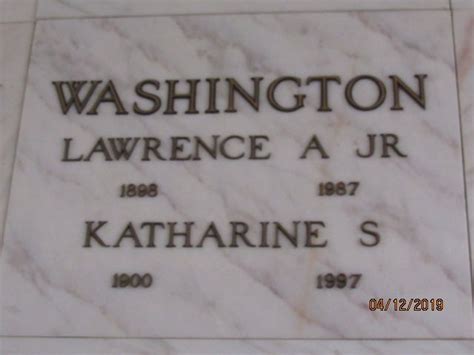 WASHINGTON
LAWRENCE A JR
1898 1987
KATHARINE S
1900 1997
04/12/2019